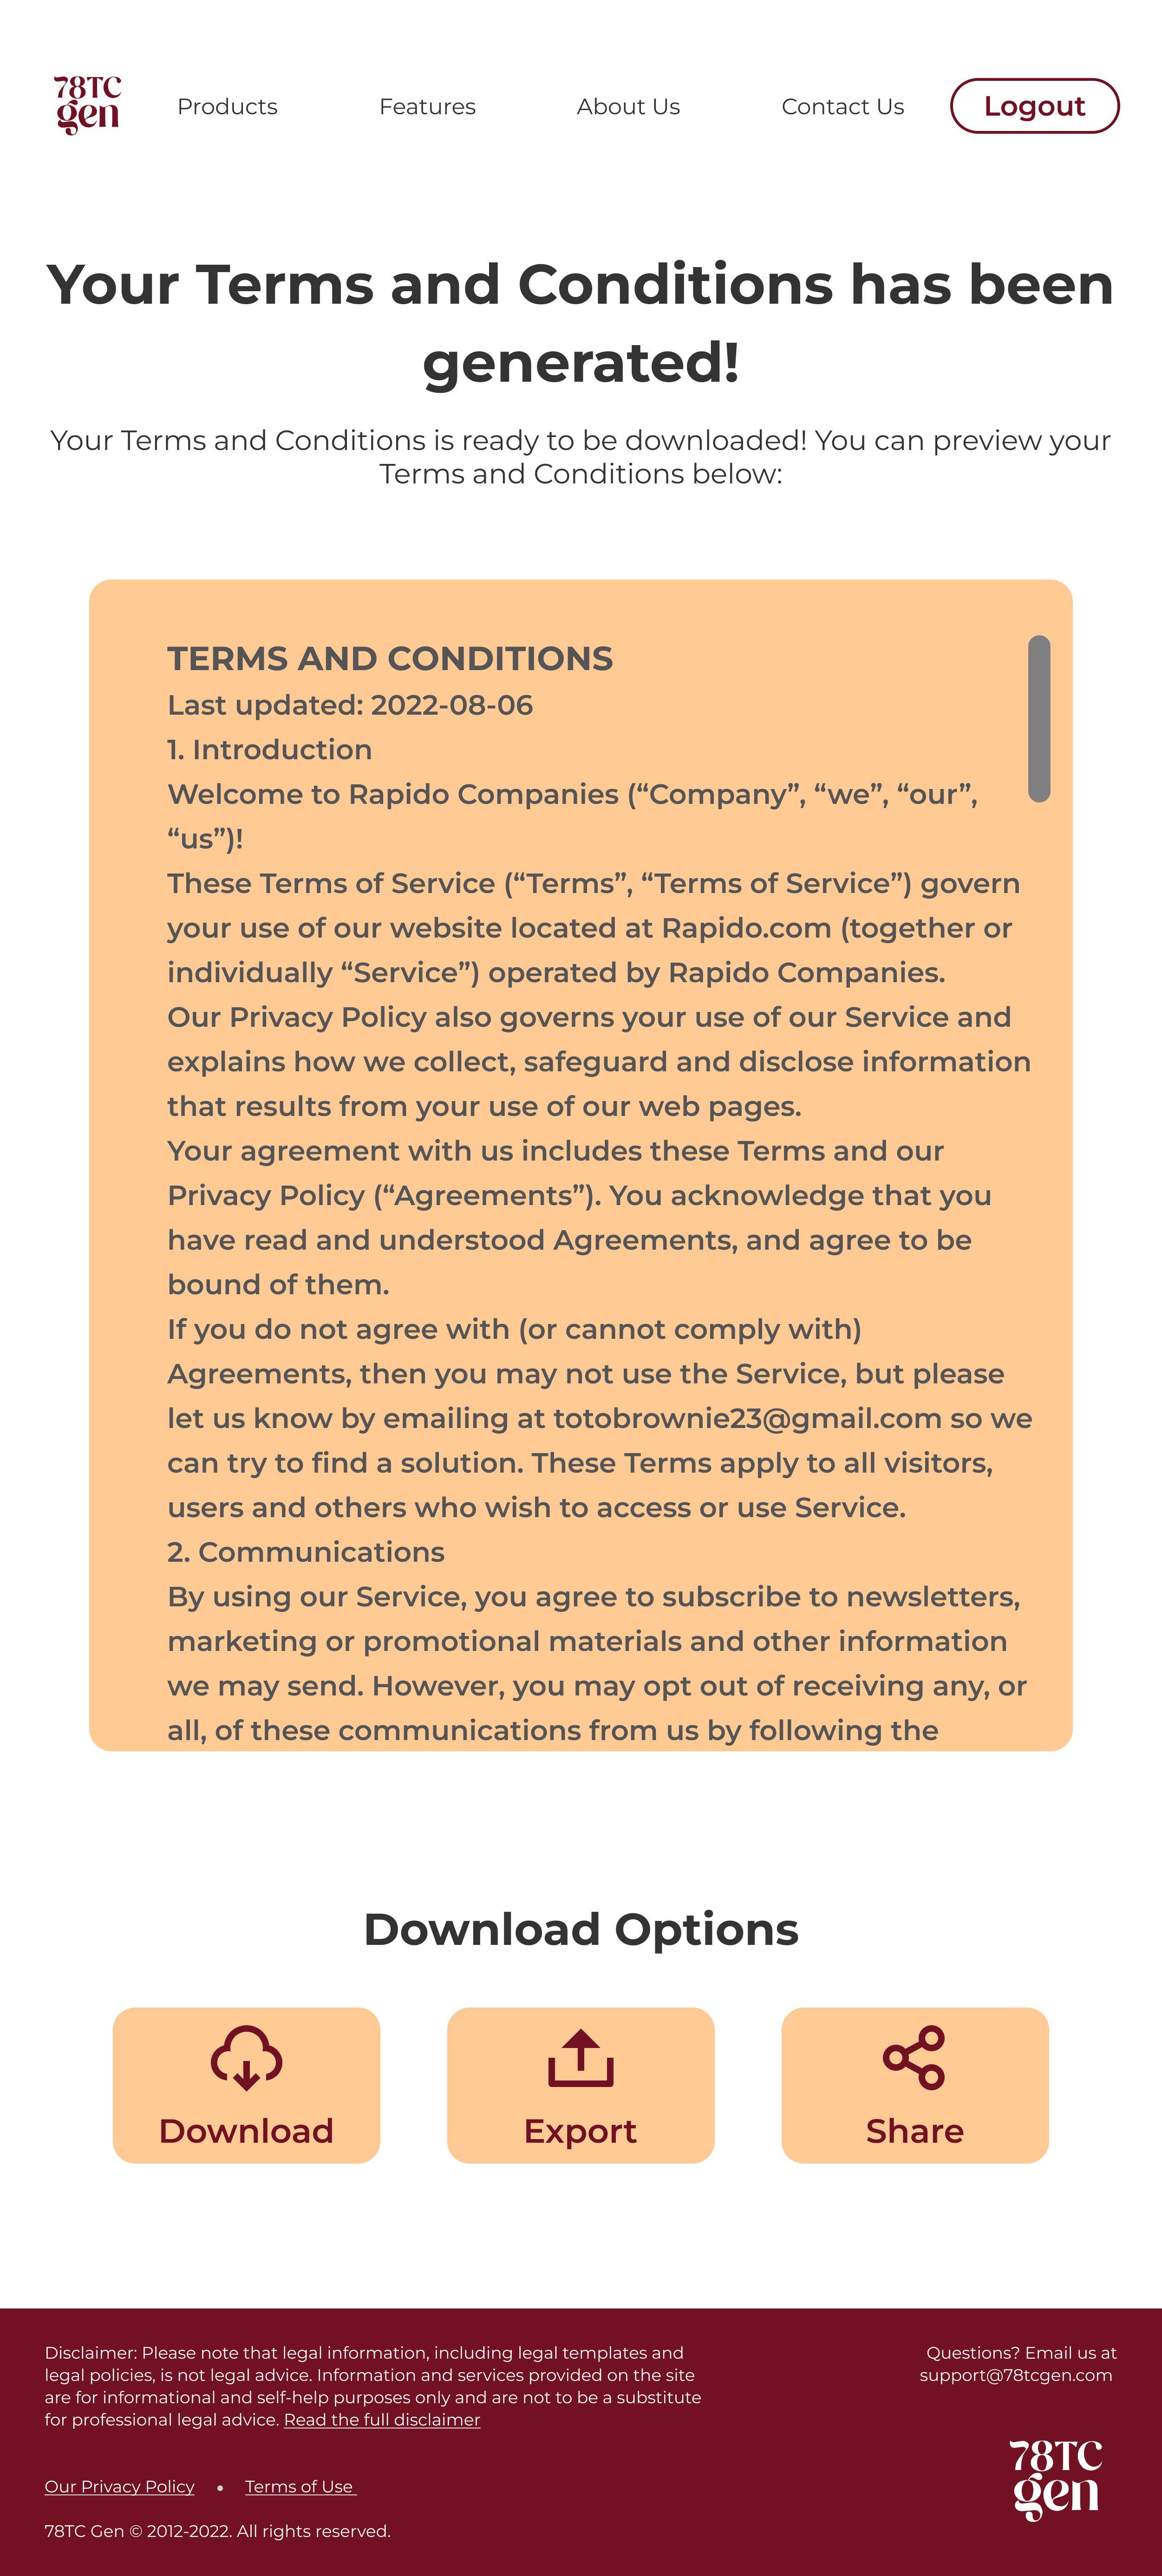 78TC
gen
Products
Features
About Us
Contact Us
Logout
Your Terms and Conditions has been
generated!
Your Terms and Conditions is ready to be downloaded! You can preview your
Terms and Conditions below:
TERMS AND CONDITIONS
Last updated: 2022-08-06
1. Introduction
Welcome to Rapido Companies (“Company”, “we”, “our”,
“us”)!
These Terms of Service (“Terms”, “Terms of Service”) govern
your use of our website located at Rapido.com (together or
individually “Service”) operated by Rapido Companies.
Our Privacy Policy also governs your use of our Service and
explains how we collect, safeguard and disclose information
that results from your use of our web pages.
Your agreement with us includes these Terms and our
Privacy Policy (“Agreements”). You acknowledge that you
have read and understood Agreements, and agree to be
bound of them.
If you do not agree with (or cannot comply with)
Agreements, then you may not use the Service, but please
let us know by emailing at totobrownie23@gmail.com so we
can try to find a solution. These Terms apply to all visitors,
users and others who wish to access or use Service.
2. Communications
By using our Service, you agree to subscribe to newsletters,
marketing or promotional materials and other information
we may send. However, you may opt out of receiving any, or
all, of these communications from us by following the
Download Options
Download
Export
Share
Disclaimer: Please note that legal information, including legal templates and
legal policies, is not legal advice. Information and services provided on the site
are for informational and self-help purposes only and are not to be a substitute
for professional legal advice. Read the full disclaimer
Questions? Email us at
support@78tcgen.com
Our Privacy Policy • Terms of Use
78TC Gen © 2012-2022. All rights reserved.
78TC
gen